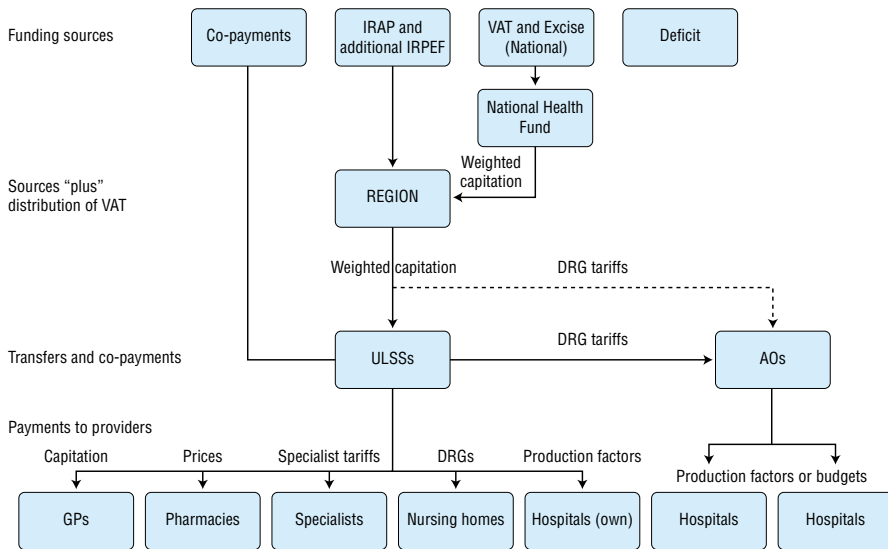 Funding sources
Co-payments
IRAP and
additional IRPEF
VAT and Excise
(National)
Deficit
National Health
Fund
Weighted
capitation
Sources “plus”
distribution of VAT
REGION
Weighted capitation
DRG tariffs
Transfers and co-payments
ULSSs
DRG tariffs
AOs
Payments to providers
Capitation
Prices
Specialist tariffs
DRGs
Production factors
Production factors or budgets
GPs
Pharmacies
Specialists
Nursing homes
Hospitals (own)
Hospitals
Hospitals